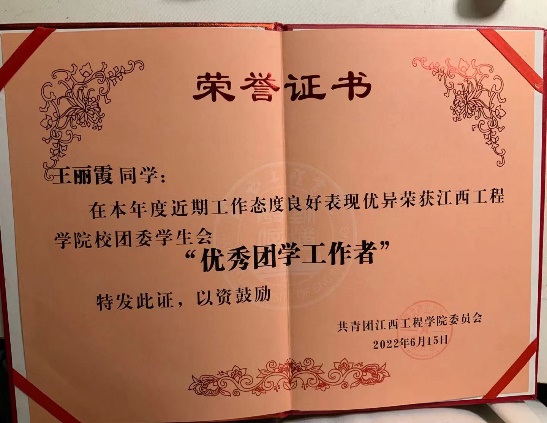 荣誉证书
王丽霞 同学：
在本年度近期工作态度良好表现优异荣获江西工程
学院校团委学生会
“优秀团学工作者”
特发此证，以资鼓励
共青团江西工程学院委员会
2022年6月15日